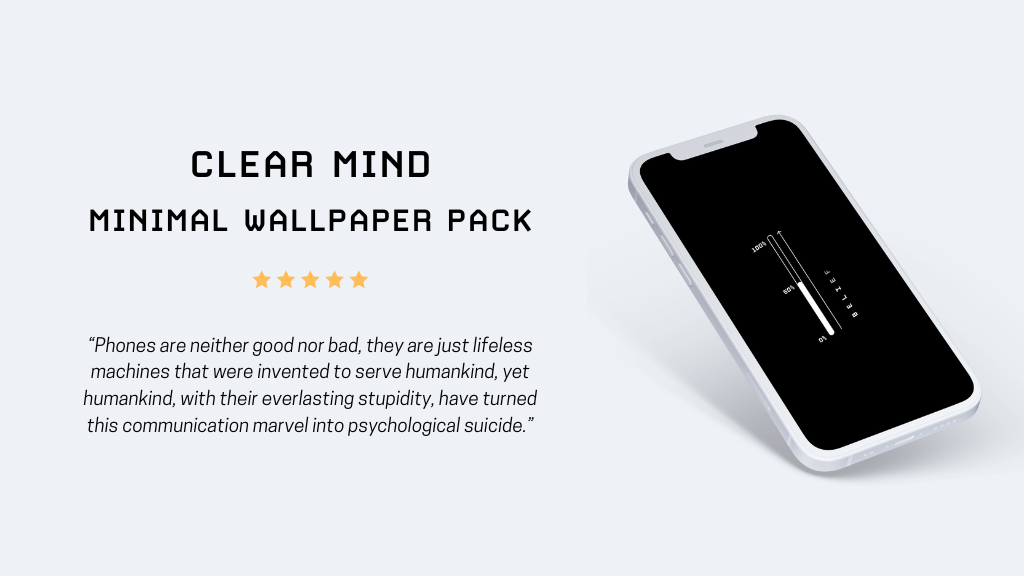 CLEAR MIND
MINIMAL WALLPAPER PACK
“Phones are neither good nor bad, they are just lifeless
machines that were invented to serve humankind, yet
humankind, with their everlasting stupidity, have turned
this communication marvel into psychological suicide.”
100%
50%
0%
BELIEF